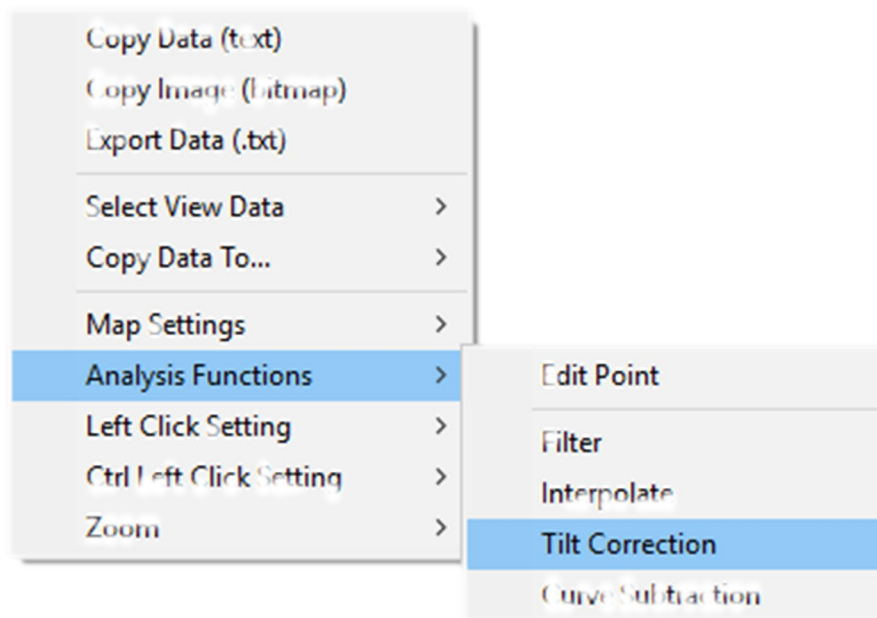 Copy Data (text)
Copy Image (bitmap)
Export Data (.txt)
Select View Data
Copy Data To...
Map Settings
Analysis Functions
Left Click Setting
Ctrl Left Click Setting
Zoom
Edit Point
Filter
Interpolate
Tilt Correction
Curve Subtraction